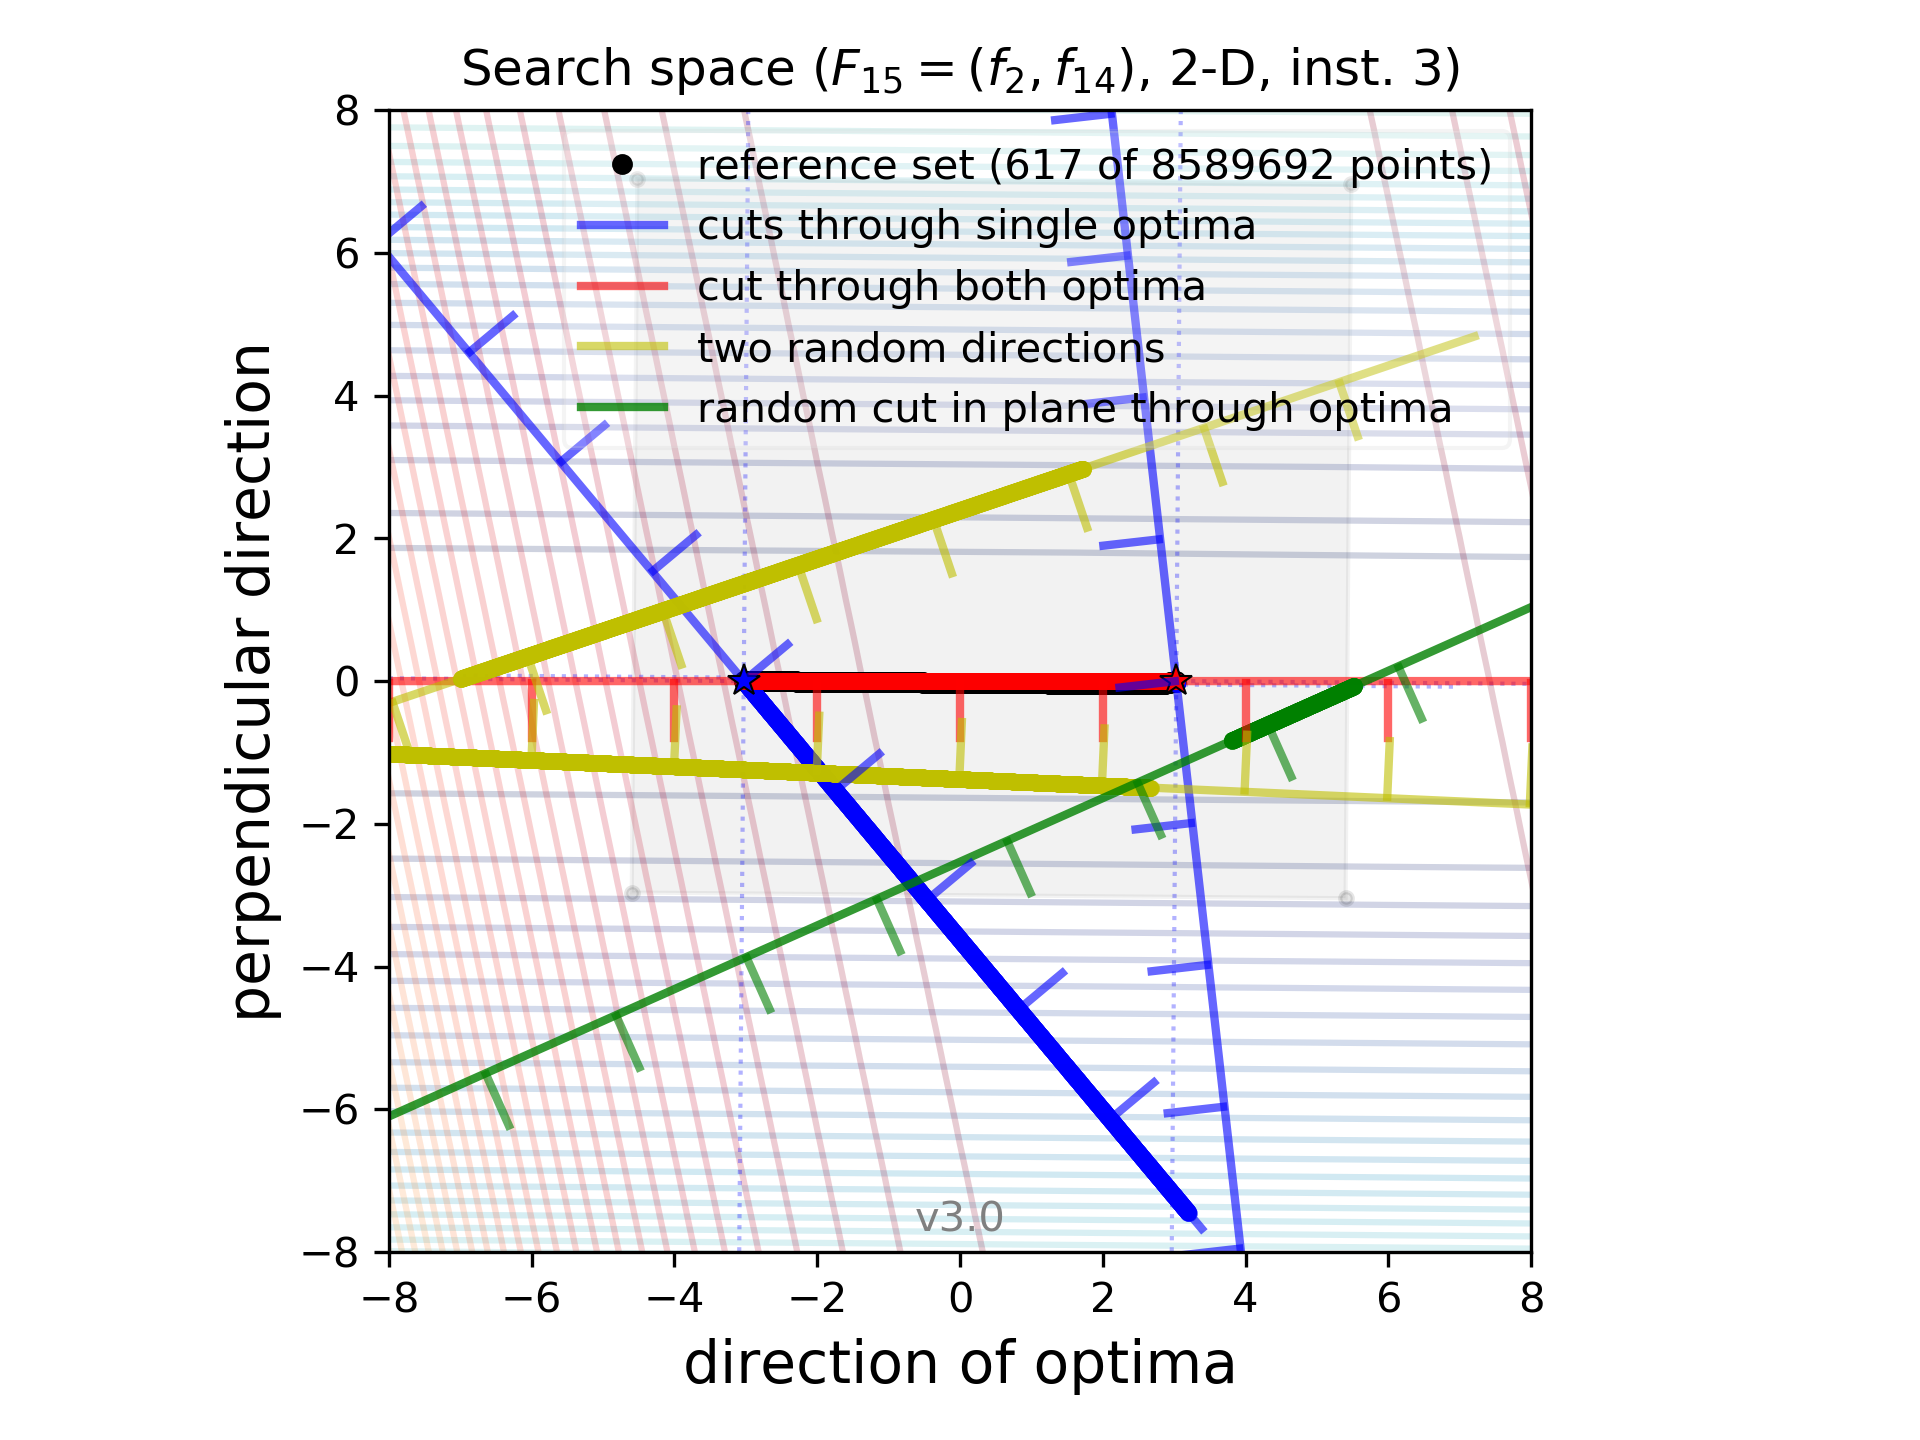 Search space (F₁₅ = (f₂, f₁₄), 2-D, inst. 3)
reference set (617 of 8589692 points)
cuts through single optima
cut through both optima
two random directions
random cut in plane through optima
perpendicular direction
8
6
4
2
0
−2
−4
−6
−8
v3.0
−8 −6 −4 −2 0 2 4 6 8
direction of optima